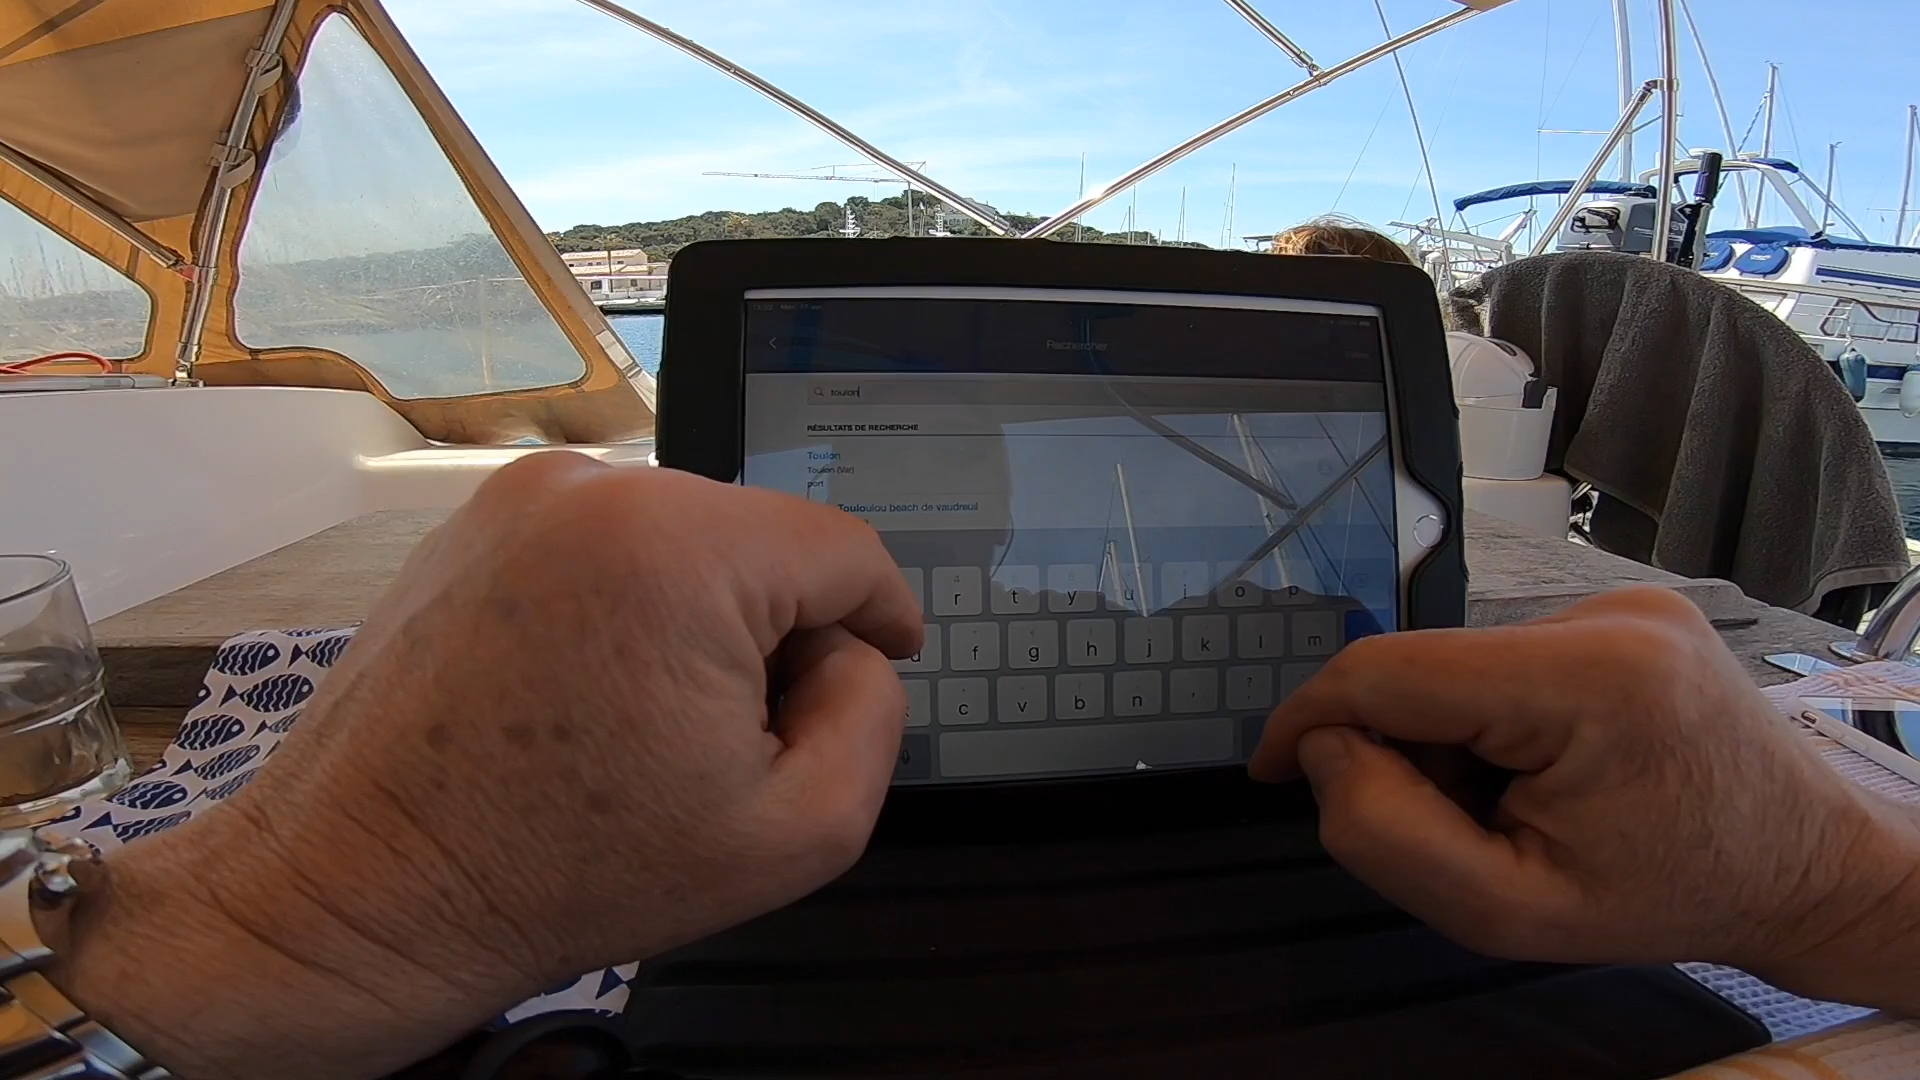 Rechercher
toulon
RÉSULTATS DE RECHERCHE
Toulon
Toulon (Var)
port
Touloulou beach de vaudreuil
r t y u i o p
d f g h j k l m
c v b n , ?